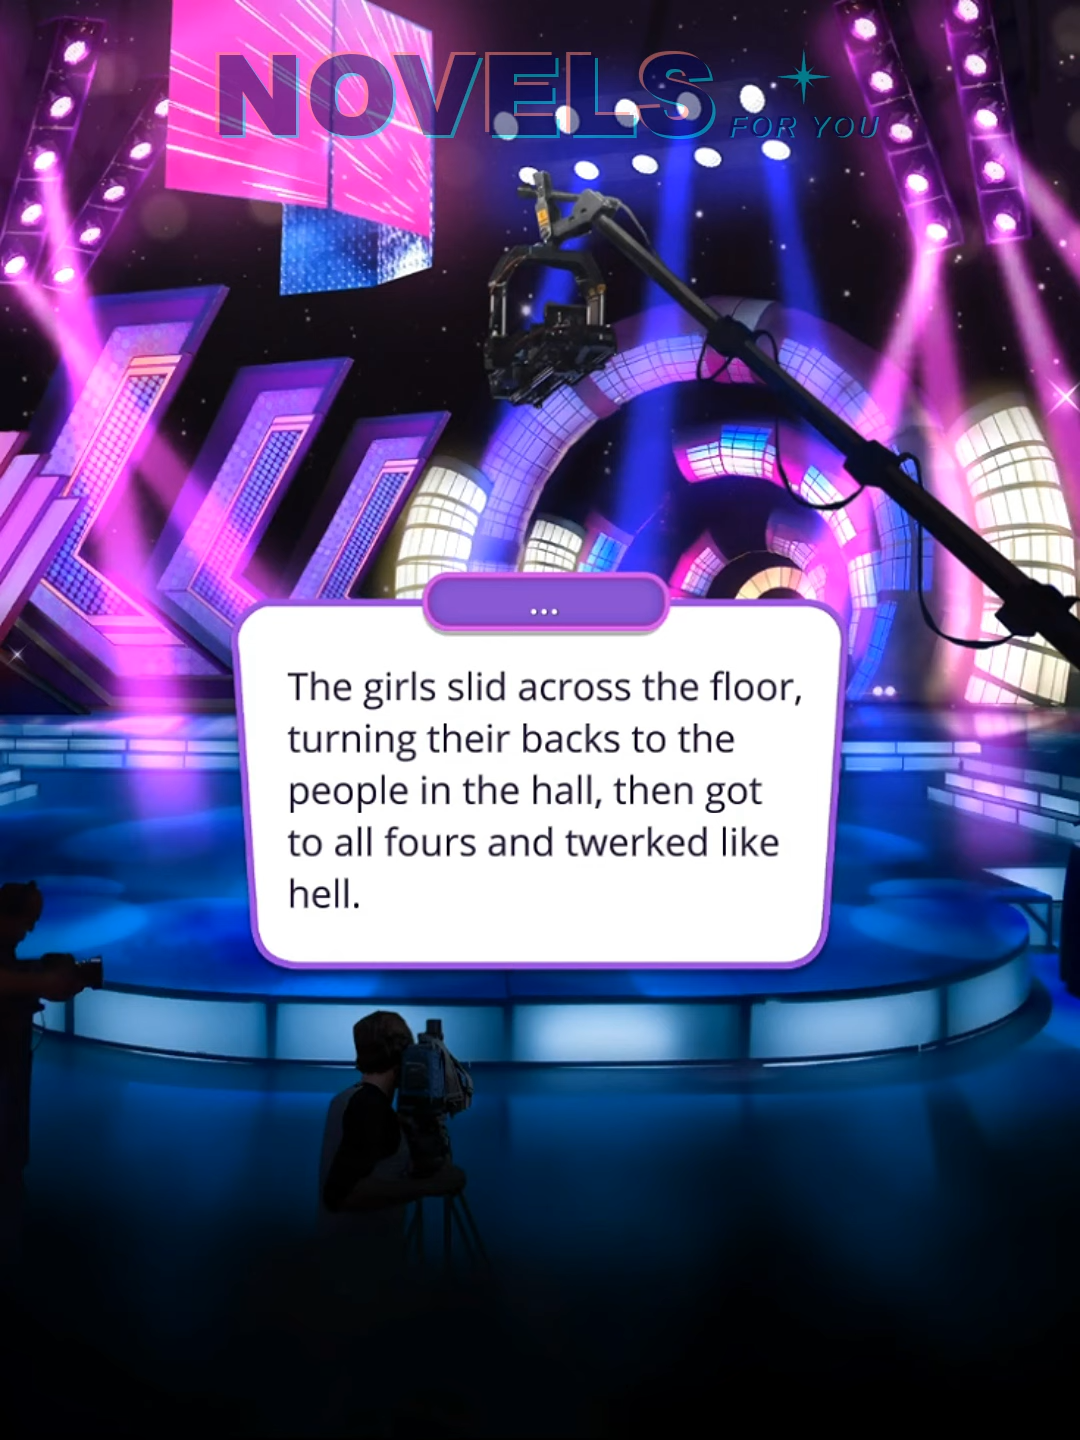 NOVELS
FOR YOU
...
The girls slid across the floor,
turning their backs to the
people in the hall, then got
to all fours and twerked like
hell.